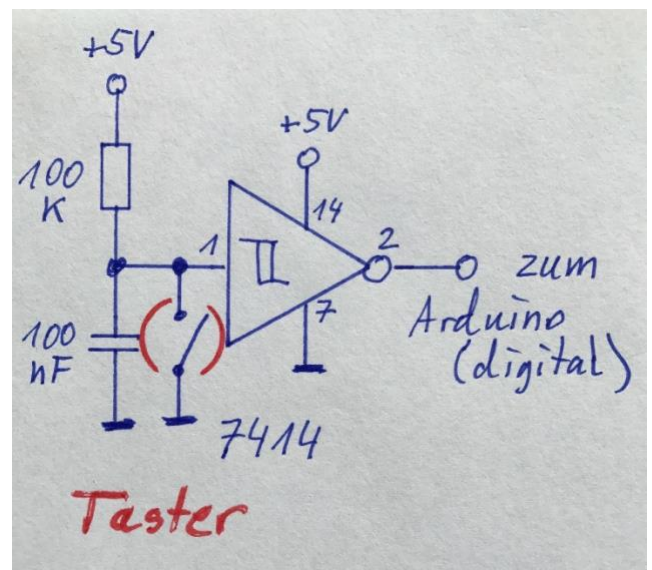 +5V
+5V
100
K
14
1
2
zum
7
Arduino
(digital)
100
nF
7414
Taster